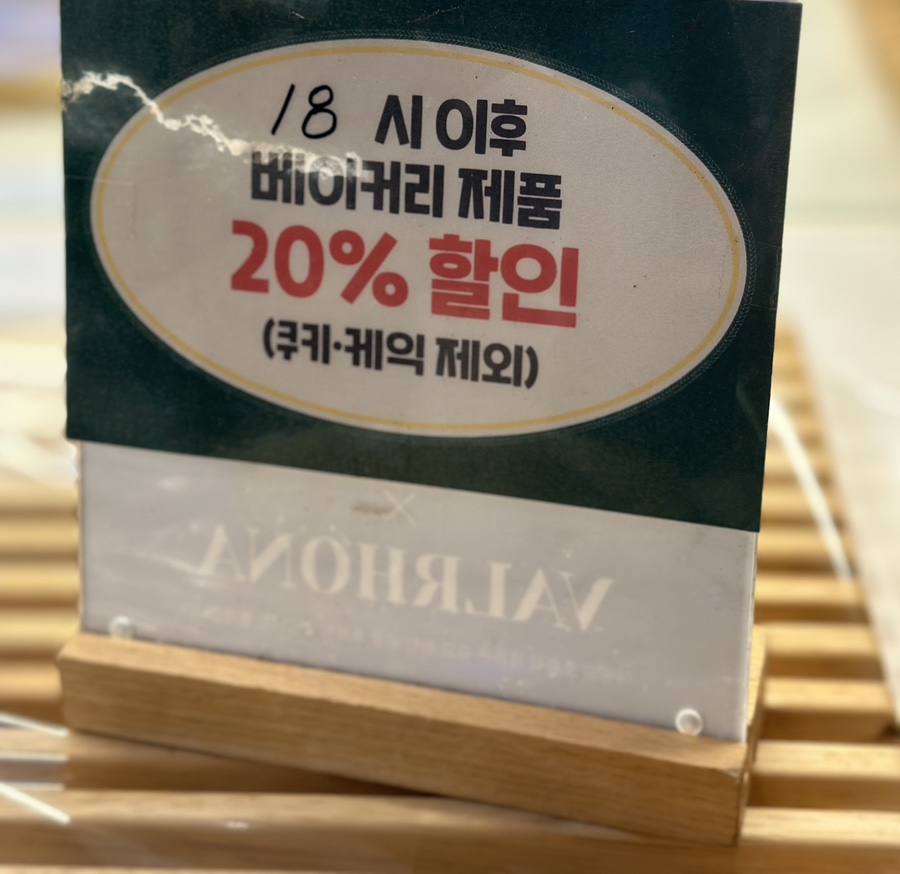 18 시 이후
베이커리 제품
20% 할인
(쿠키·케익 제외)
VALRHONA